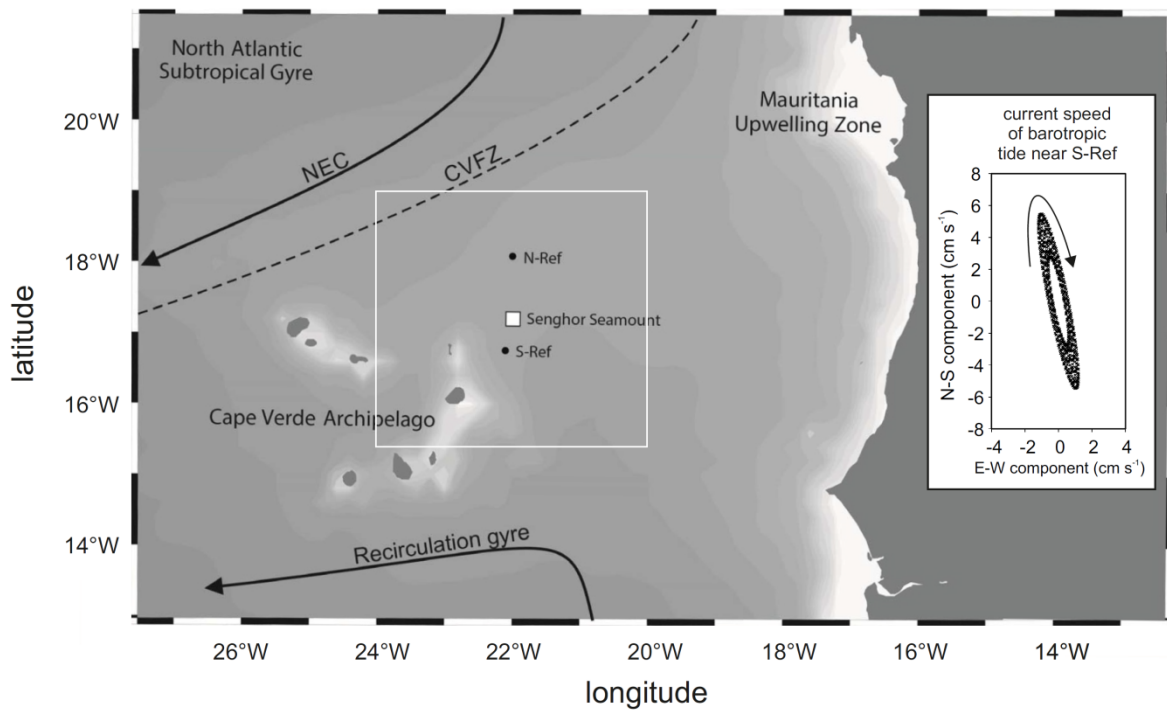 North Atlantic
Subtropical Gyre
Mauritania
Upwelling Zone
NEC
CVFZ
N-Ref
Senghor Seamount
S-Ref
Cape Verde Archipelago
Recirculation gyre
latitude
20°W
18°W
16°W
14°W
26°W
24°W
22°W
20°W
18°W
16°W
14°W
longitude
current speed
of barotropic
tide near S-Ref
N-S component (cm s⁻¹)
8
6
4
2
0
-2
-4
-6
-8
-4
-2
0
2
4
E-W component (cm s⁻¹)